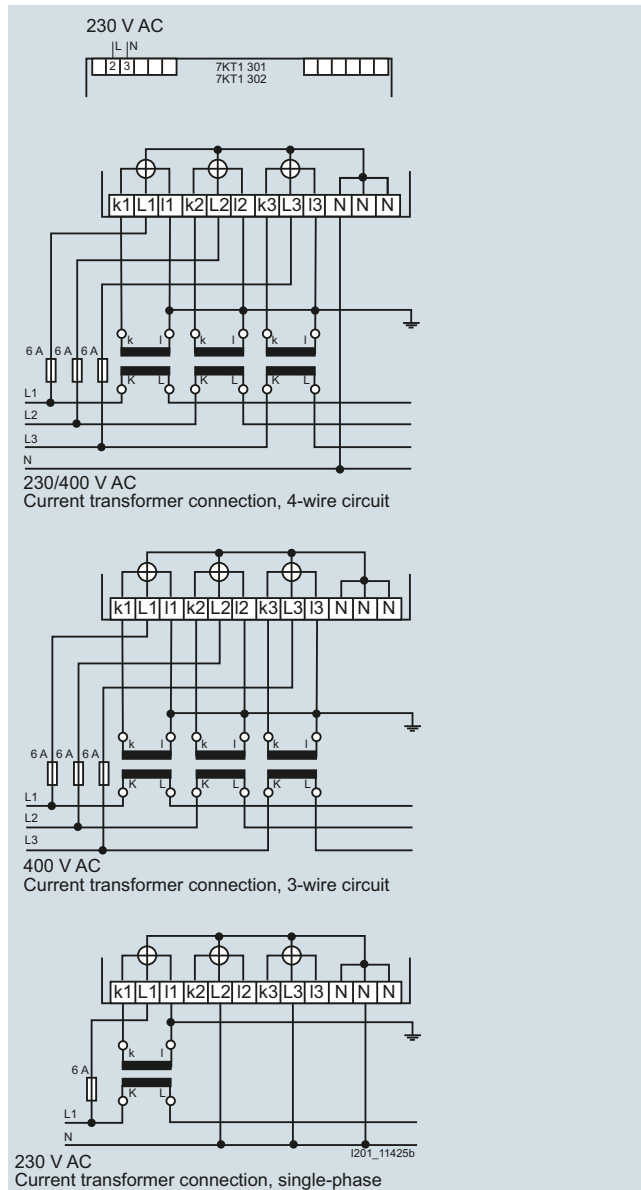 230 V AC
L N
2 3
7KT1 301
7KT1 302
k1 L1 l1 k2 L2 l2 k3 L3 l3 N N N
k l k l k l
6 A 6 A 6 A
K L K L K L
L1
L2
L3
N
230/400 V AC
Current transformer connection, 4-wire circuit
k1 L1 l1 k2 L2 l2 k3 L3 l3 N N N
k l k l k l
6 A 6 A 6 A
K L K L K L
L1
L2
L3
400 V AC
Current transformer connection, 3-wire circuit
k1 L1 l1 k2 L2 l2 k3 L3 l3 N N N
k l
6 A
K L
L1
N
I201_11425b
230 V AC
Current transformer connection, single-phase